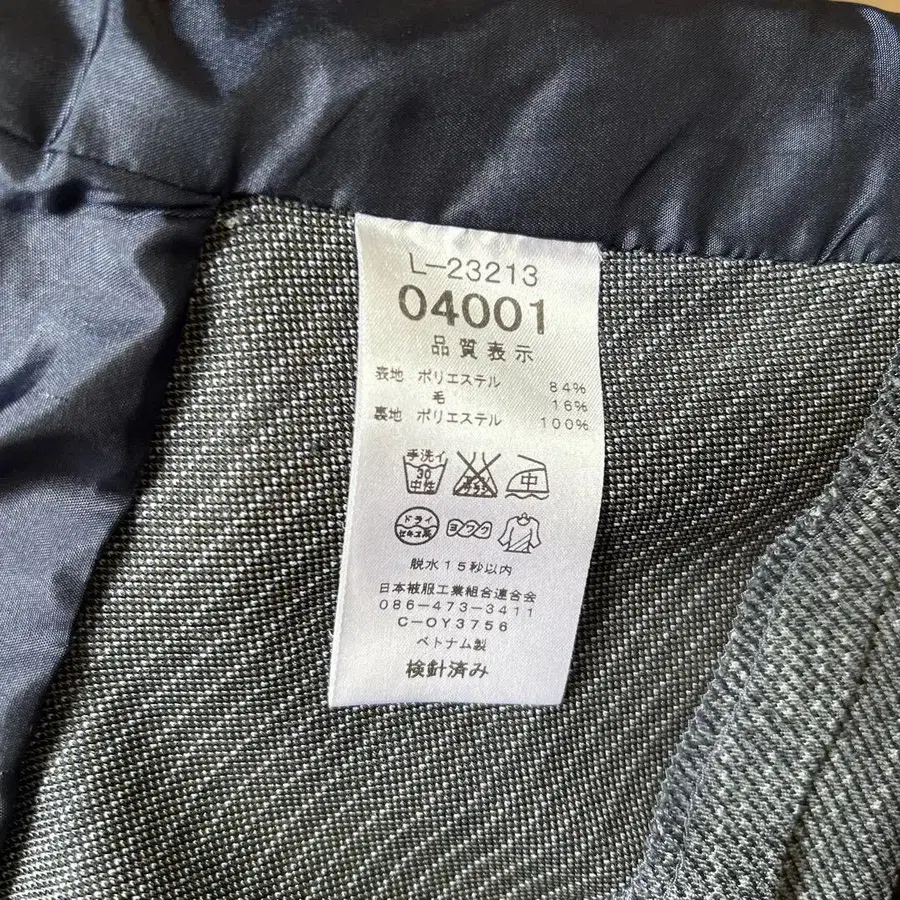 L-23213
04001
品質表示
表地 ポリエステル 84%
毛 16%
裏地 ポリエステル 100%
手洗イ
30
中性
中
ドライ
セキユ系
ヨワク
脱水15秒以内
日本被服工業組合連合会
086-473-3411
C-OY3756
ベトナム製
検針済み